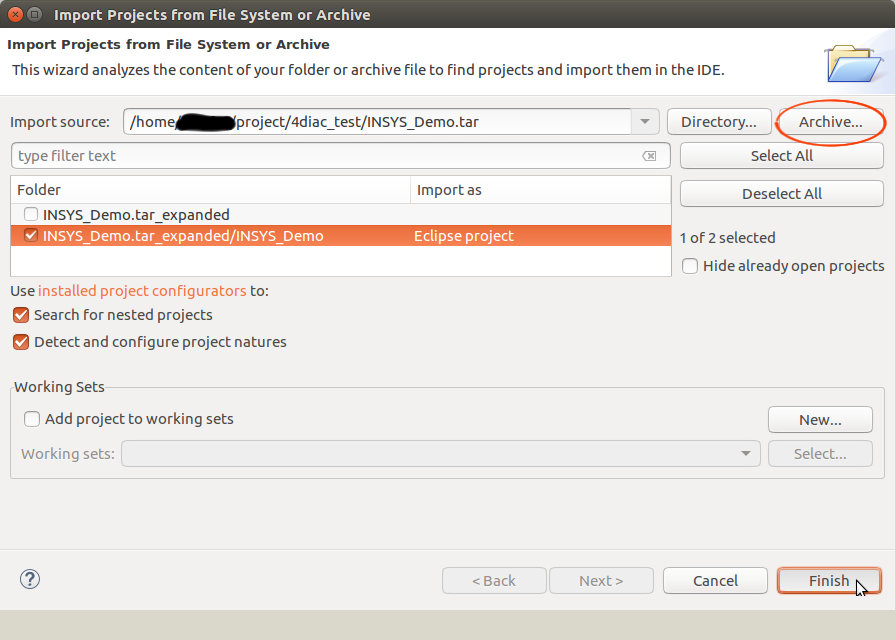 Import Projects from File System or Archive
Import Projects from File System or Archive
This wizard analyzes the content of your folder or archive file to find projects and import them in the IDE.
Import source: /home/ /project/4diac_test/INSYS_Demo.tar Directory... Archive...
type filter text Select All
Folder Import as Deselect All
INSYS_Demo.tar_expanded
INSYS_Demo.tar_expanded/INSYS_Demo Eclipse project 1 of 2 selected
Hide already open projects
Use installed project configurators to:
Search for nested projects
Detect and configure project natures
Working Sets
Add project to working sets New...
Working sets: Select...
? < Back Next > Cancel Finish